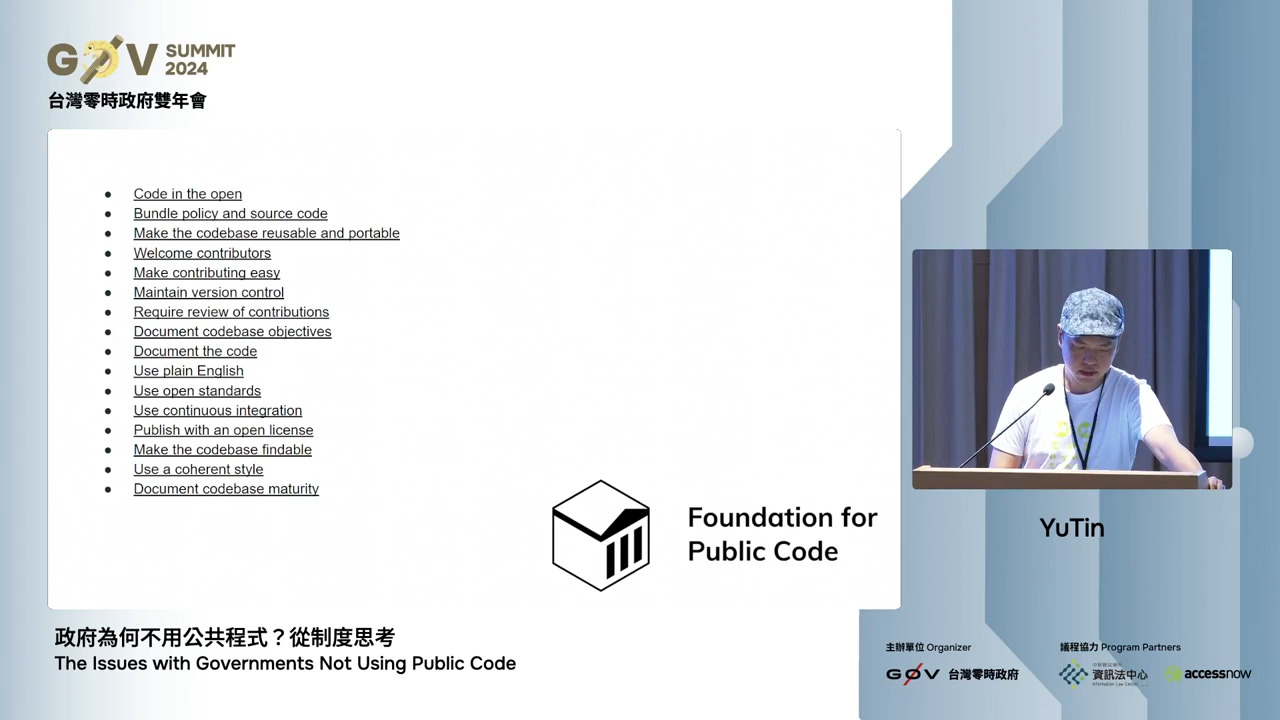 GØV SUMMIT 2024
台灣零時政府雙年會
Code in the open
Bundle policy and source code
Make the codebase reusable and portable
Welcome contributors
Make contributing easy
Maintain version control
Require review of contributions
Document codebase objectives
Document the code
Use plain English
Use open standards
Use continuous integration
Publish with an open license
Make the codebase findable
Use a coherent style
Document codebase maturity
Foundation for
Public Code
YuTin
政府為何不用公共程式？從制度思考
The Issues with Governments Not Using Public Code
主辦單位 Organizer
GØV 台灣零時政府
議程協力 Program Partners
資訊法中心
Information Law Center
accessnow